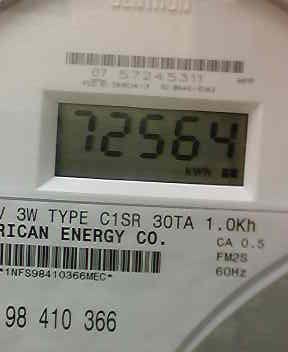 07 57245311
72564
kWh
V 3W TYPE C1SR 30TA 1.0Kh
RICAN ENERGY CO.
CA 0.5
FM2S
60Hz
*1NFS98410366MEC*
98 410 366